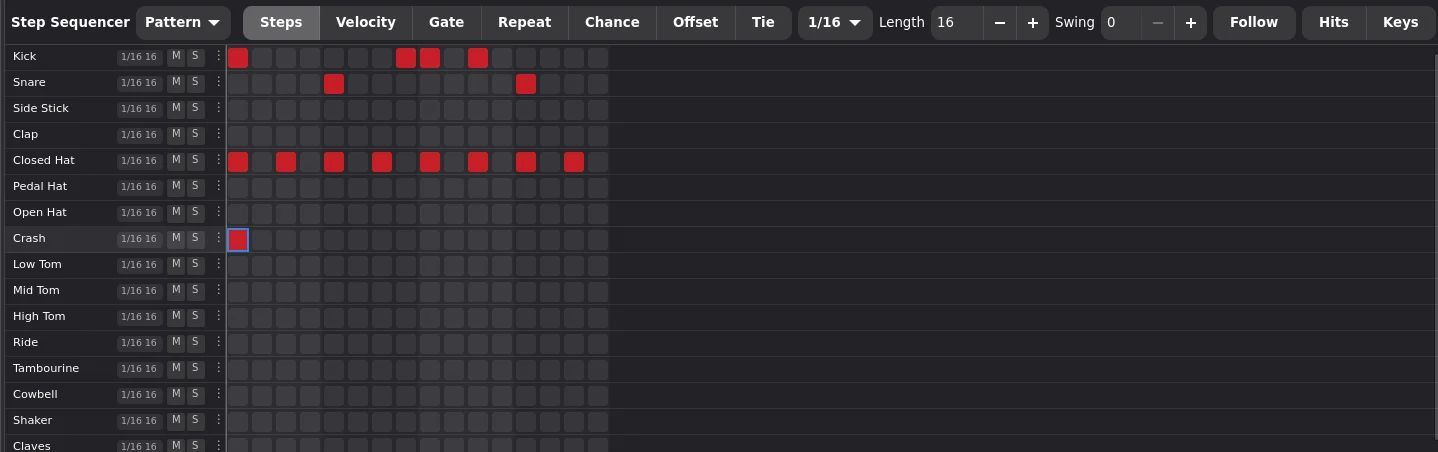 Step Sequencer Pattern Steps Velocity Gate Repeat Chance Offset Tie 1/16 Length 16 − + Swing 0 − + Follow Hits Keys
Kick 1/16 16 M S
Snare 1/16 16 M S
Side Stick 1/16 16 M S
Clap 1/16 16 M S
Closed Hat 1/16 16 M S
Pedal Hat 1/16 16 M S
Open Hat 1/16 16 M S
Crash 1/16 16 M S
Low Tom 1/16 16 M S
Mid Tom 1/16 16 M S
High Tom 1/16 16 M S
Ride 1/16 16 M S
Tambourine 1/16 16 M S
Cowbell 1/16 16 M S
Shaker 1/16 16 M S
Claves 1/16 16 M S